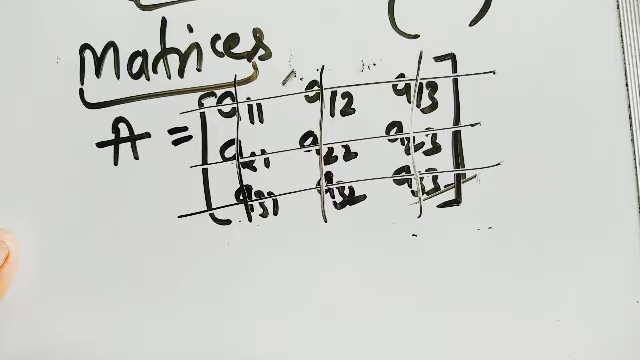 Matrices
A = [a11 a12 a13
a21 a22 a23
a31 a32 a33]